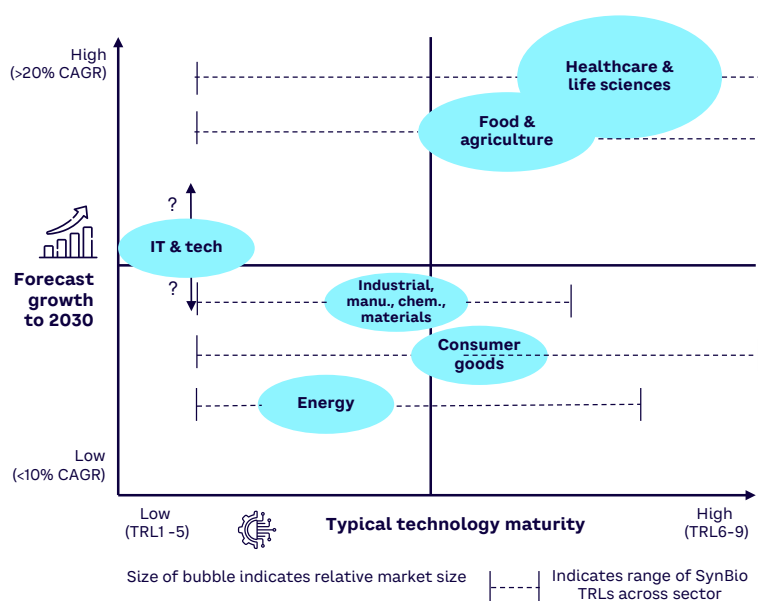 High
(>20% CAGR)
Healthcare &
life sciences
Food &
agriculture
?
IT & tech
?
Forecast
growth
to 2030
Industrial,
manu., chem.,
materials
Consumer
goods
Energy
Low
(<10% CAGR)
Low
(TRL1 -5)
Typical technology maturity
High
(TRL6-9)
Size of bubble indicates relative market size
Indicates range of SynBio
TRLs across sector